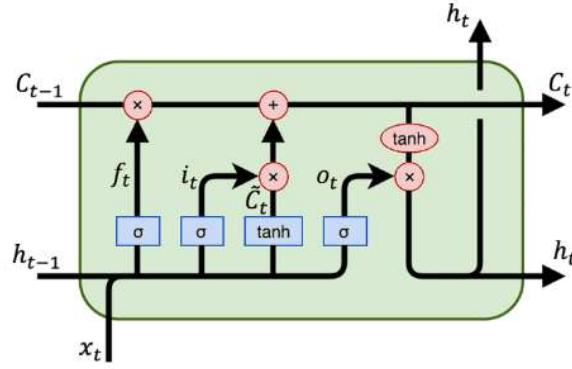 h_t
C_{t-1} × + C_t
tanh
f_t i_t × o_t ×
C̃_t
σ σ tanh σ
h_{t-1} h_t
x_t